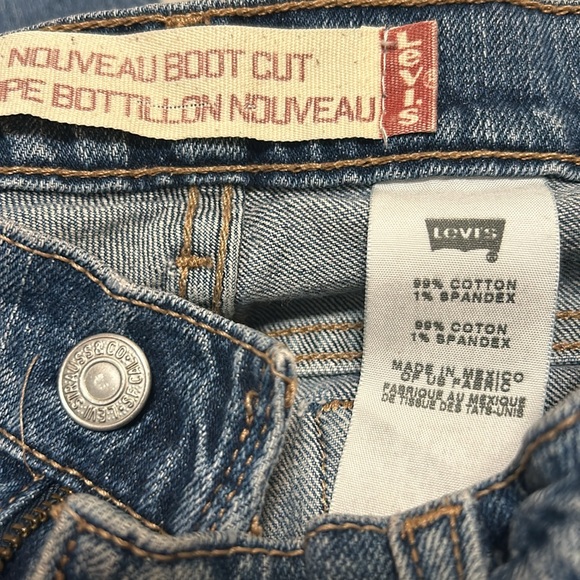 NOUVEAU BOOT CUT
PE BOTTILLON NOUVEAU
Levi's
Levi's
99% COTTON
1% SPANDEX
99% COTON
1% SPANDEX
MADE IN MEXICO
OF US FABRIC
FABRIQUE AU MEXIQUE
DE TISSUE DES TATS-UNIS